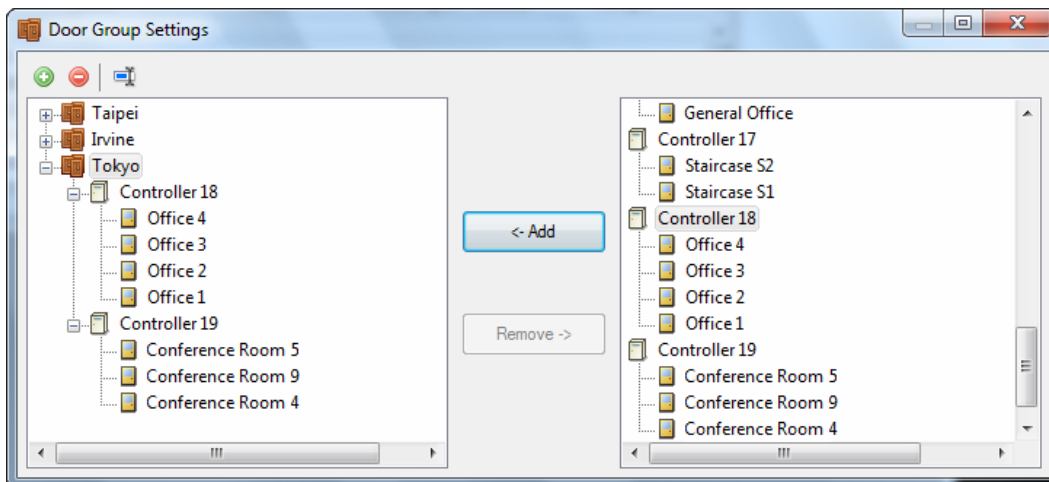 Door Group Settings
Taipei
Irvine
Tokyo
Controller 18
Office 4
Office 3
Office 2
Office 1
Controller 19
Conference Room 5
Conference Room 9
Conference Room 4
<- Add
Remove ->
General Office
Controller 17
Staircase S2
Staircase S1
Controller 18
Office 4
Office 3
Office 2
Office 1
Controller 19
Conference Room 5
Conference Room 9
Conference Room 4